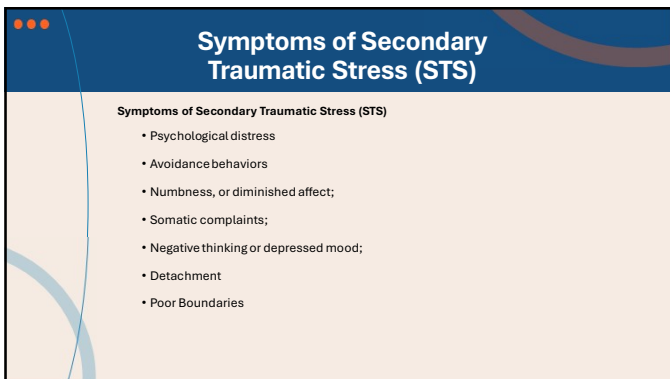 Symptoms of Secondary
Traumatic Stress (STS)
Symptoms of Secondary Traumatic Stress (STS)
• Psychological distress
• Avoidance behaviors
• Numbness, or diminished affect;
• Somatic complaints;
• Negative thinking or depressed mood;
• Detachment
• Poor Boundaries